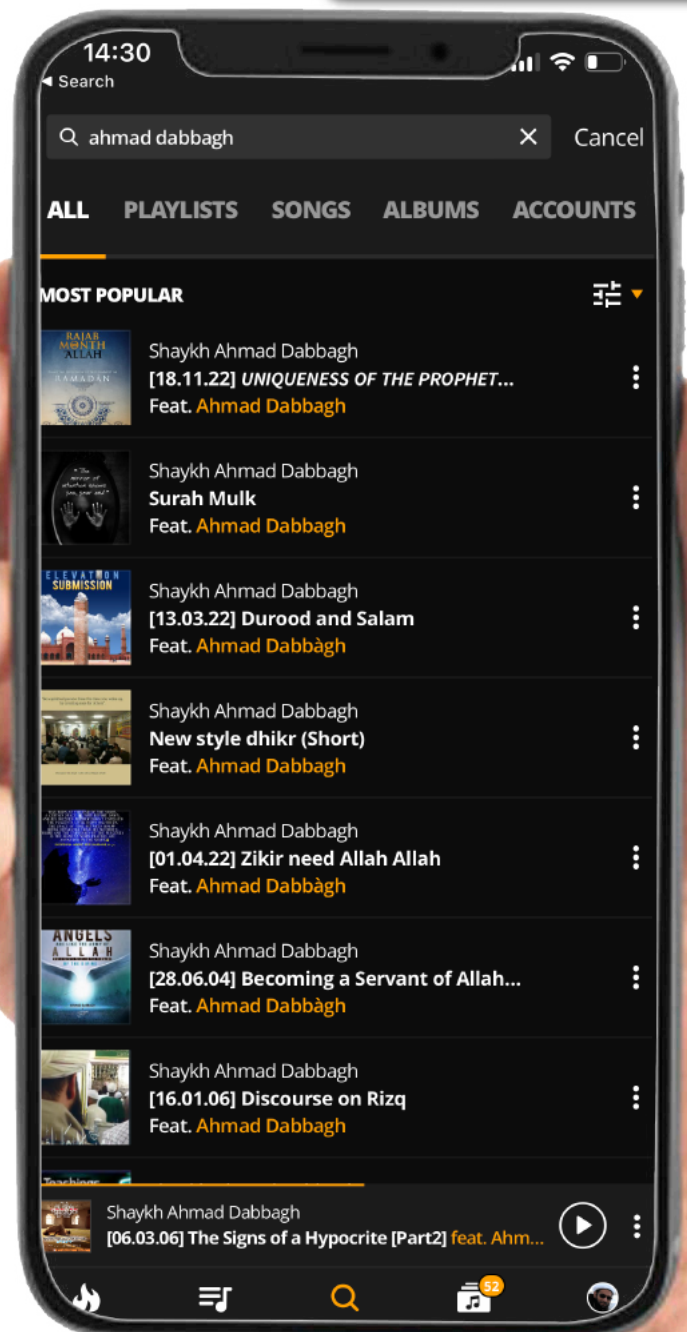 14:30
Search
ahmad dabbagh
Cancel
ALL PLAYLISTS SONGS ALBUMS ACCOUNTS
MOST POPULAR
RAJAB
MONTH
ALLAH
RAMADAN
Shaykh Ahmad Dabbagh
[18.11.22] UNIQUENESS OF THE PROPHET...
Feat. Ahmad Dabbagh
Shaykh Ahmad Dabbagh
Surah Mulk
Feat. Ahmad Dabbagh
ELEVATION
SUBMISSION
Shaykh Ahmad Dabbagh
[13.03.22] Durood and Salam
Feat. Ahmad Dabbàgh
Shaykh Ahmad Dabbagh
New style dhikr (Short)
Feat. Ahmad Dabbagh
Shaykh Ahmad Dabbagh
[01.04.22] Zikir need Allah Allah
Feat. Ahmad Dabbàgh
ANGELS
ALLAH
Shaykh Ahmad Dabbagh
[28.06.04] Becoming a Servant of Allah...
Feat. Ahmad Dabbàgh
Shaykh Ahmad Dabbagh
[16.01.06] Discourse on Rizq
Feat. Ahmad Dabbagh
Teachings
Shaykh Ahmad Dabbagh
[06.03.06] The Signs of a Hypocrite [Part2] feat. Ahm...
52